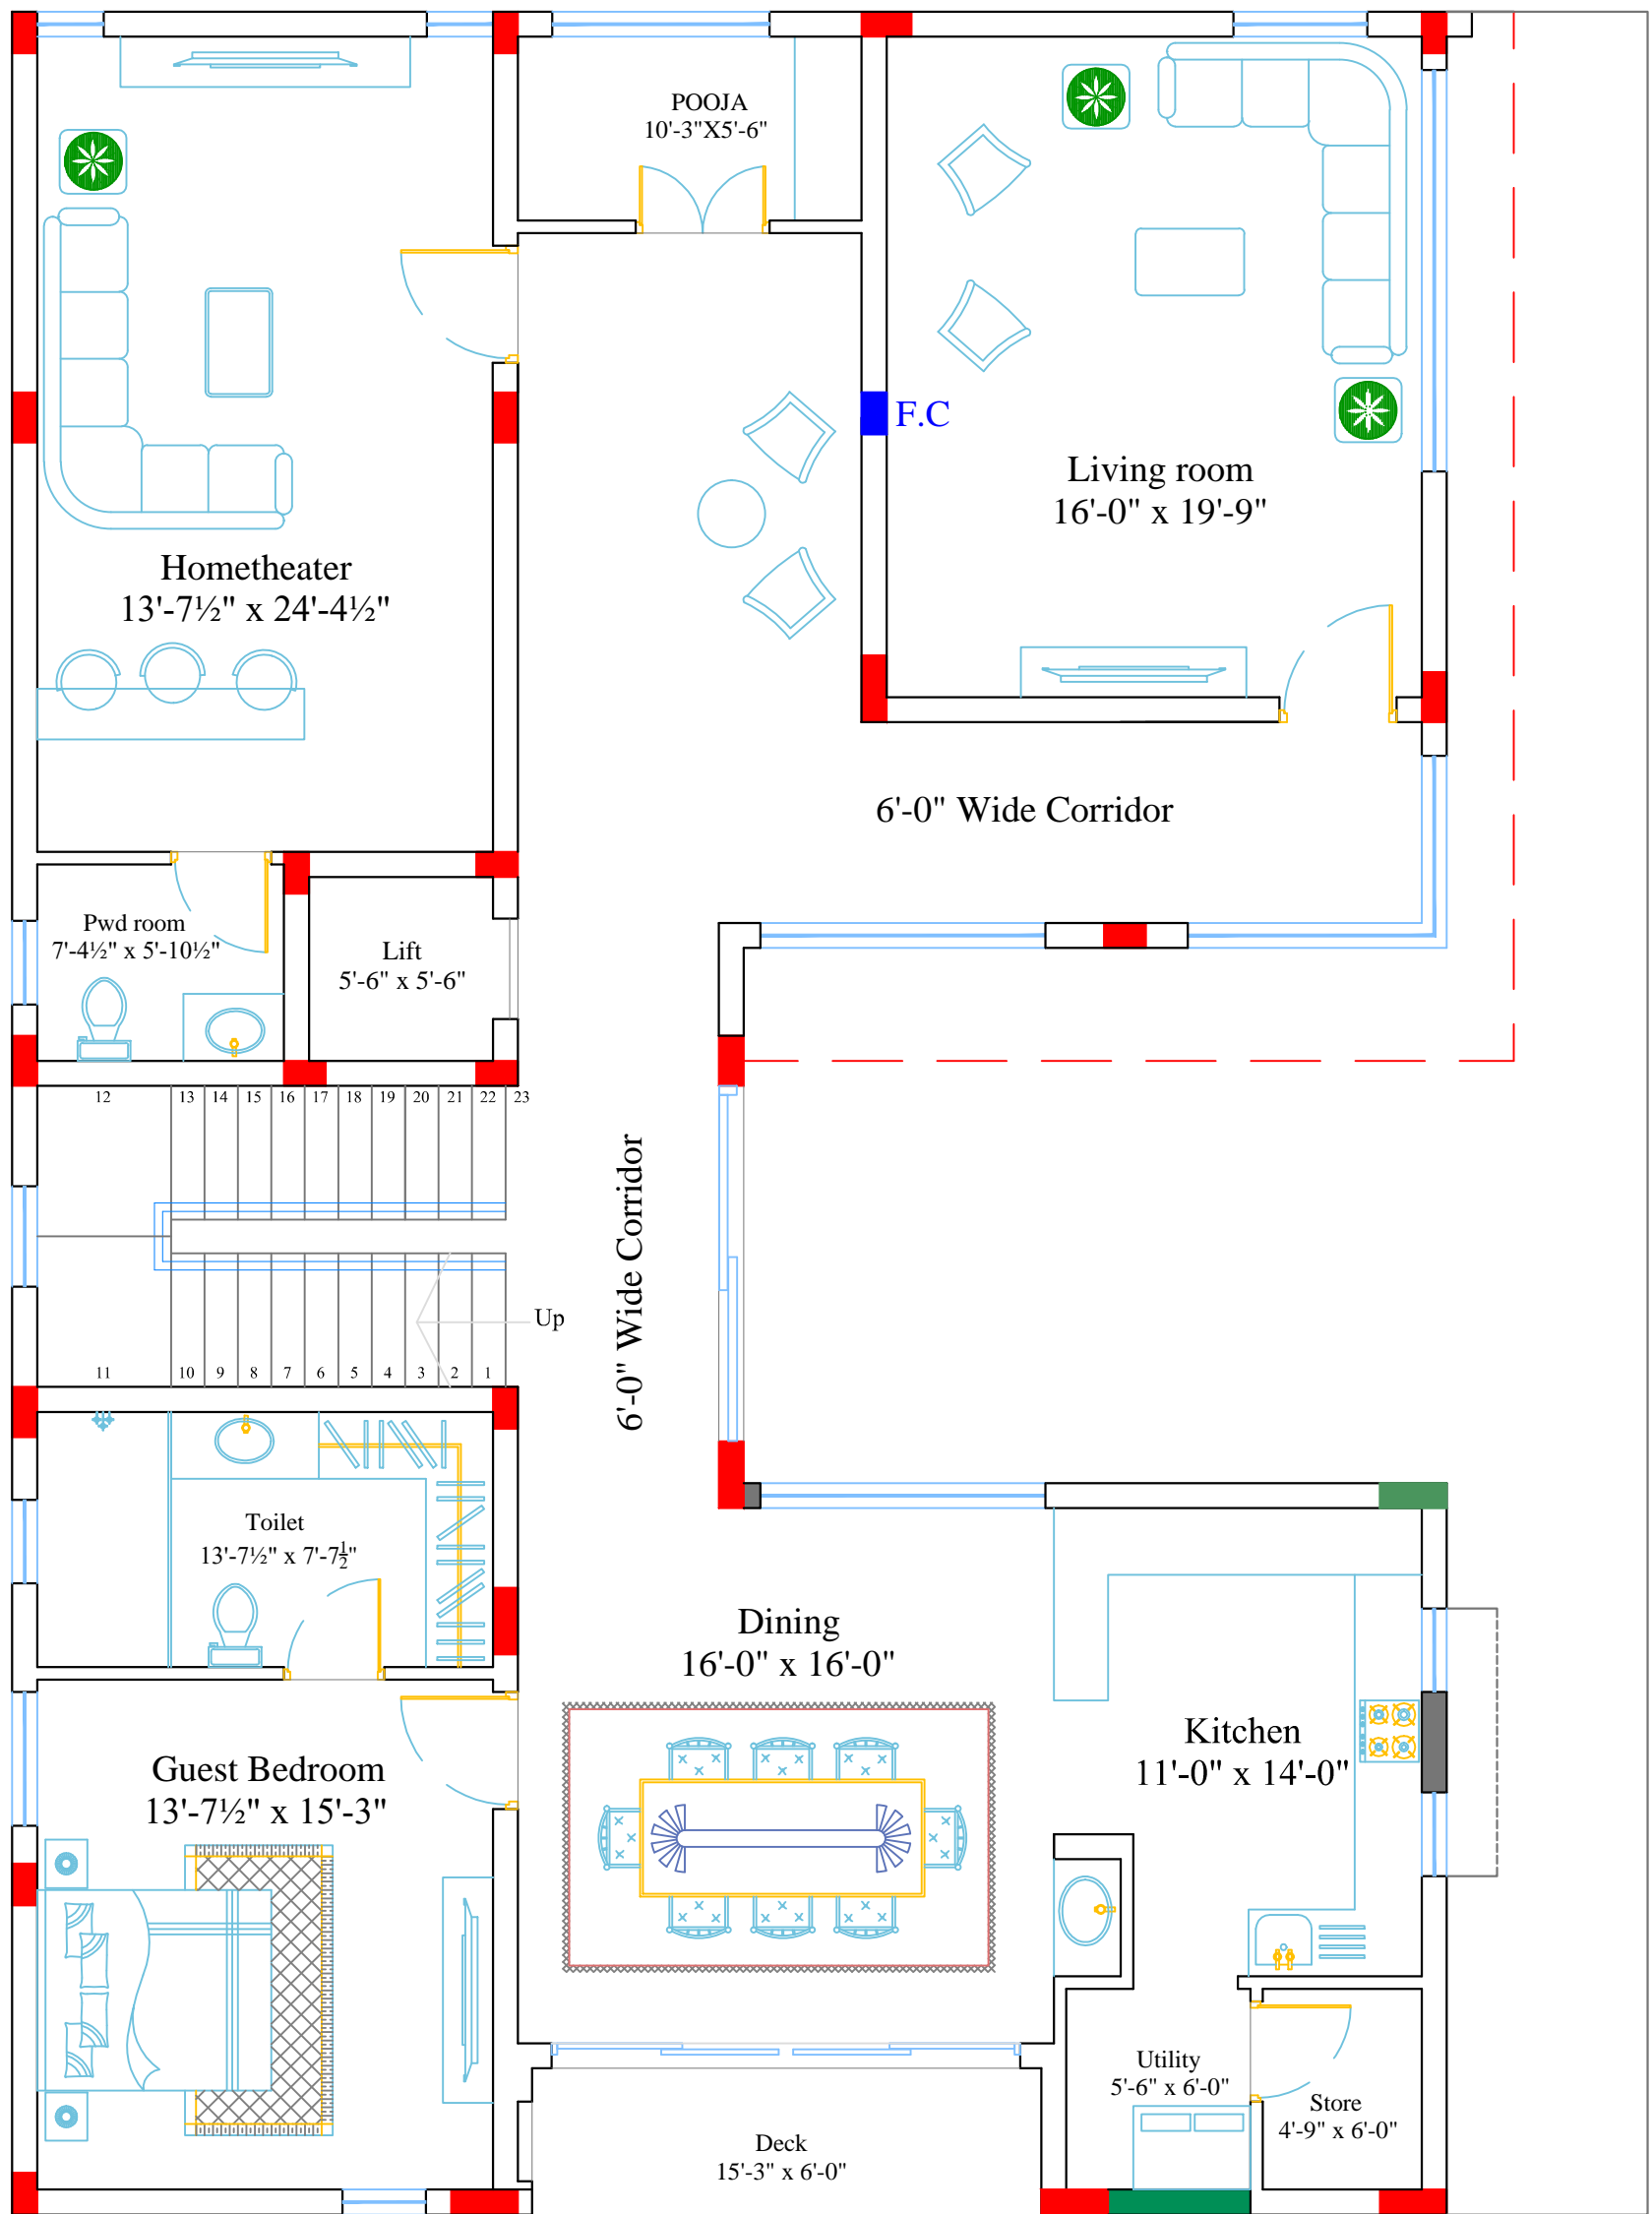 POOJA
10'-3"X5'-6"
F.C
Living room
16'-0" x 19'-9"
Hometheater
13'-7½" x 24'-4½"
6'-0" Wide Corridor
Pwd room
7'-4½" x 5'-10½"
Lift
5'-6" x 5'-6"
12 13 14 15 16 17 18 19 20 21 22 23
6'-0" Wide Corridor
Up
11 10 9 8 7 6 5 4 3 2 1
Toilet
13'-7½" x 7'-7½"
Dining
16'-0" x 16'-0"
Kitchen
11'-0" x 14'-0"
Guest Bedroom
13'-7½" x 15'-3"
Utility
5'-6" x 6'-0"
Store
4'-9" x 6'-0"
Deck
15'-3" x 6'-0"